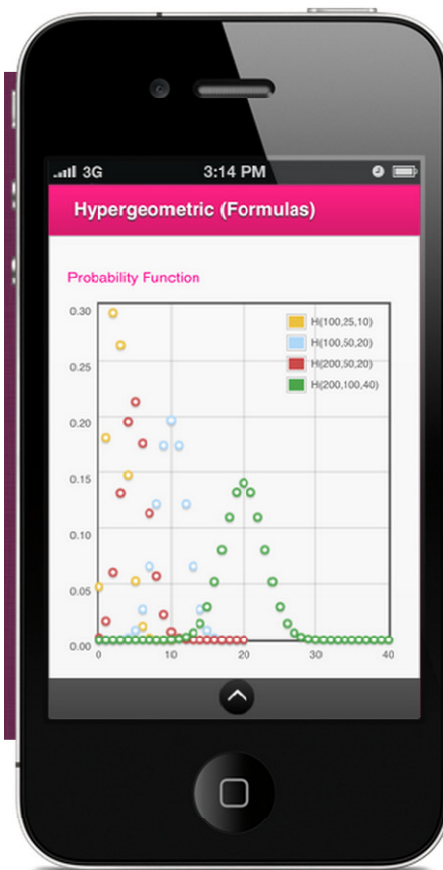 3G 3:14 PM
Hypergeometric (Formulas)
Probability Function
0.30
H(100,25,10)
H(100,50,20)
0.25
H(200,50,20)
H(200,100,40)
0.20
0.15
0.10
0.05
0.00
0 10 20 30 40